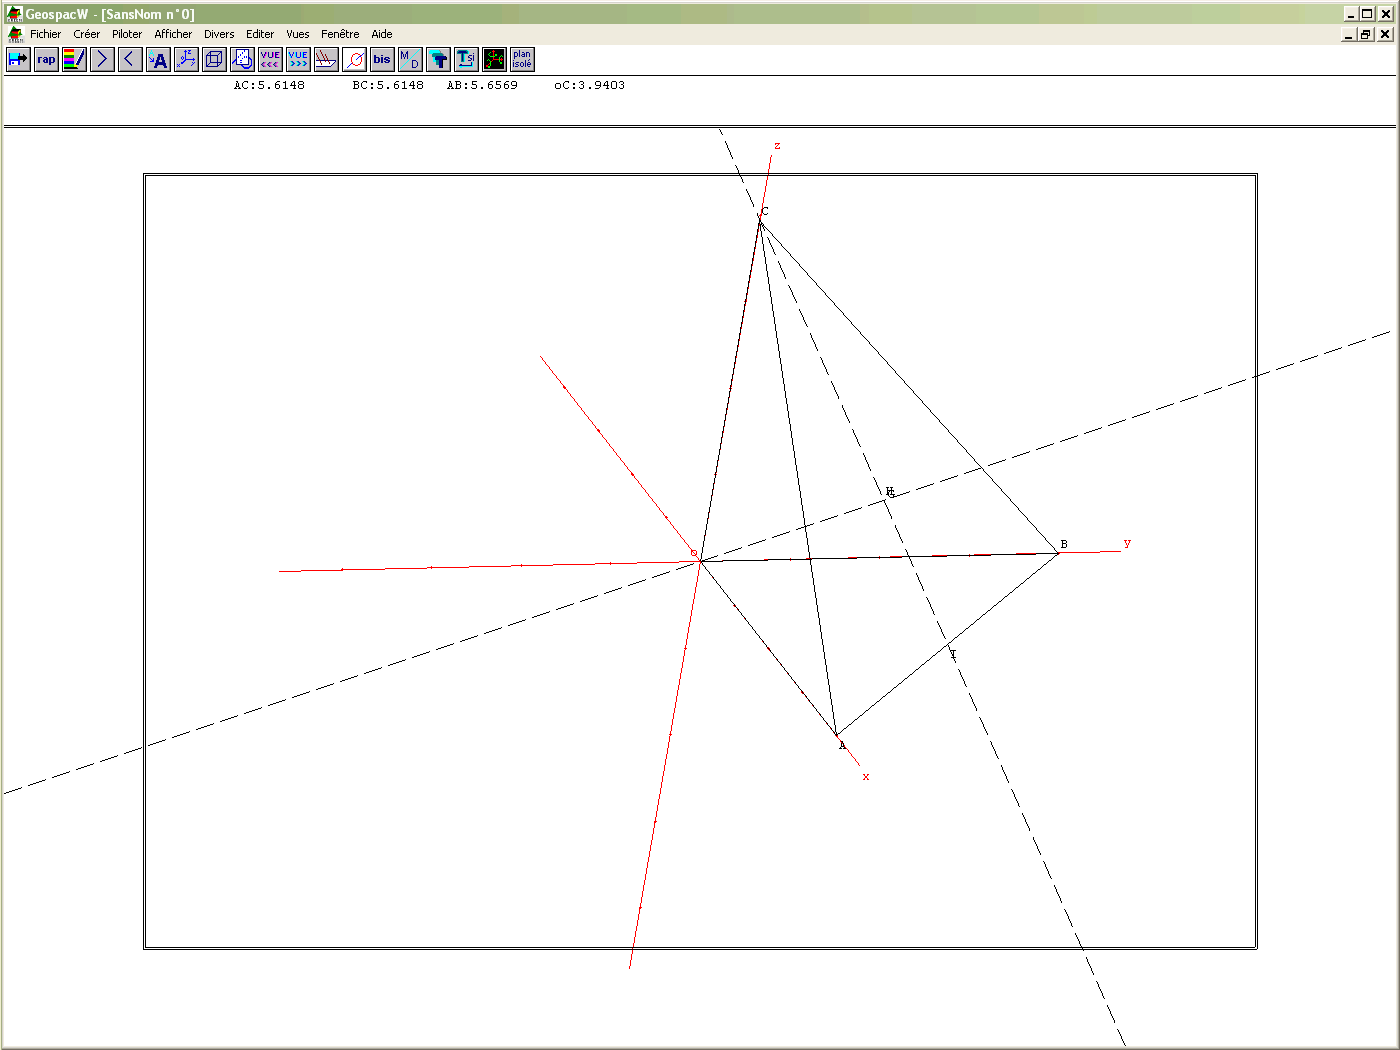 GeospacW - [SansNom n°0]
Fichier Créer Piloter Afficher Divers Editer Vues Fenêtre Aide
rap A z VUE <<< VUE >>> bis M/D Tsi plan isolé
AC:5.6148 BC:5.6148 AB:5.6569 oC:3.9403
z
C
H
o
B y
I
A
x